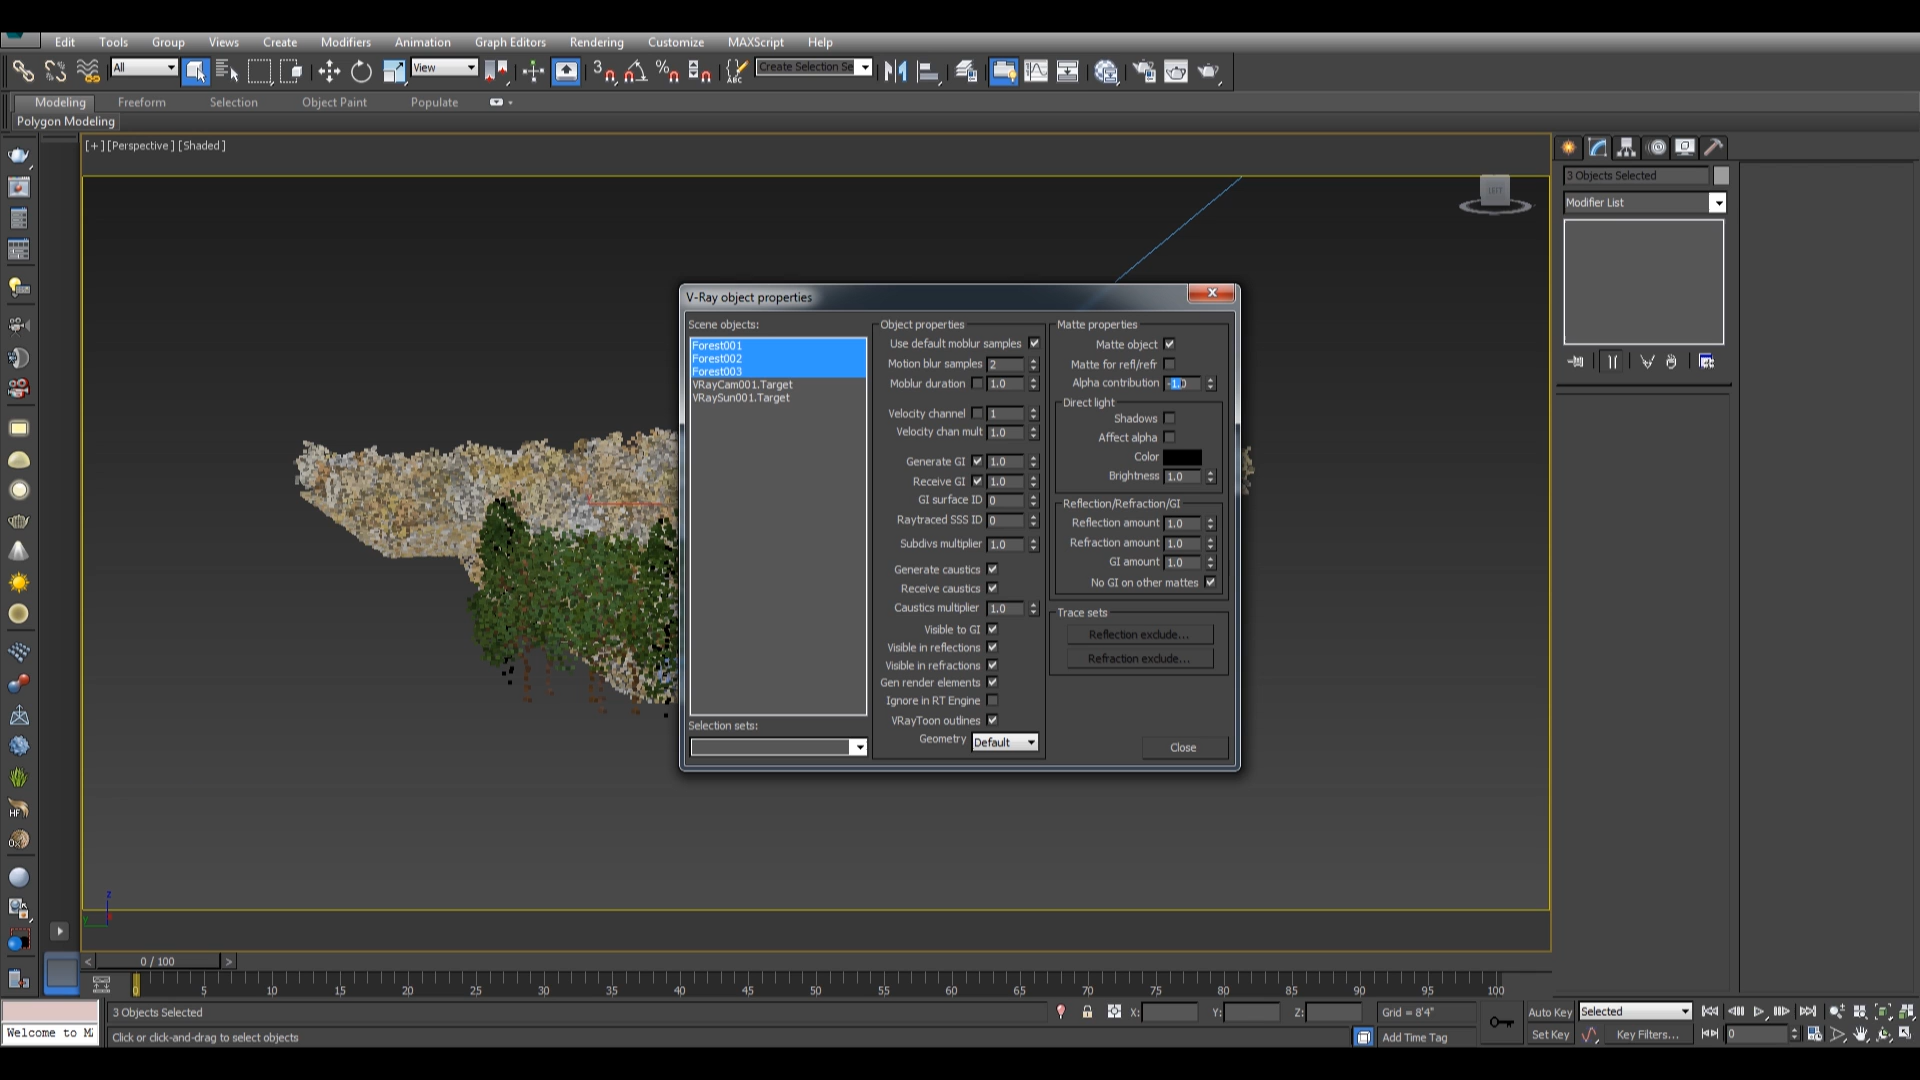 Edit Tools Group Views Create Modifiers Animation Graph Editors Rendering Customize MAXScript Help
All View Create Selection Se
Modeling Freeform Selection Object Paint Populate
Polygon Modeling
[+] [Perspective] [Shaded]
LEFT
3 Objects Selected
Modifier List
V-Ray object properties
Scene objects:
Forest001
Forest002
Forest003
VRayCam001.Target
VRaySun001.Target
Selection sets:
Object properties
Use default moblur samples
Motion blur samples 2
Moblur duration 1.0
Velocity channel 1
Velocity chan mult 1.0
Generate GI 1.0
Receive GI 1.0
GI surface ID 0
Raytraced SSS ID 0
Subdivs multiplier 1.0
Generate caustics
Receive caustics
Caustics multiplier 1.0
Visible to GI
Visible in reflections
Visible in refractions
Gen render elements
Ignore in RT Engine
VRayToon outlines
Geometry Default
Matte properties
Matte object
Matte for refl/refr
Alpha contribution -1.0
Direct light
Shadows
Affect alpha
Color
Brightness 1.0
Reflection/Refraction/GI
Reflection amount 1.0
Refraction amount 1.0
GI amount 1.0
No GI on other mattes
Trace sets
Reflection exclude...
Refraction exclude...
Close
z
y
< 0 / 100 >
0 5 10 15 20 25 30 35 40 45 50 55 60 65 70 75 80 85 90 95 100
3 Objects Selected X: Y: Z: Grid = 8'4" Auto Key Selected
Welcome to M Click or click-and-drag to select objects Add Time Tag Set Key Key Filters... 0